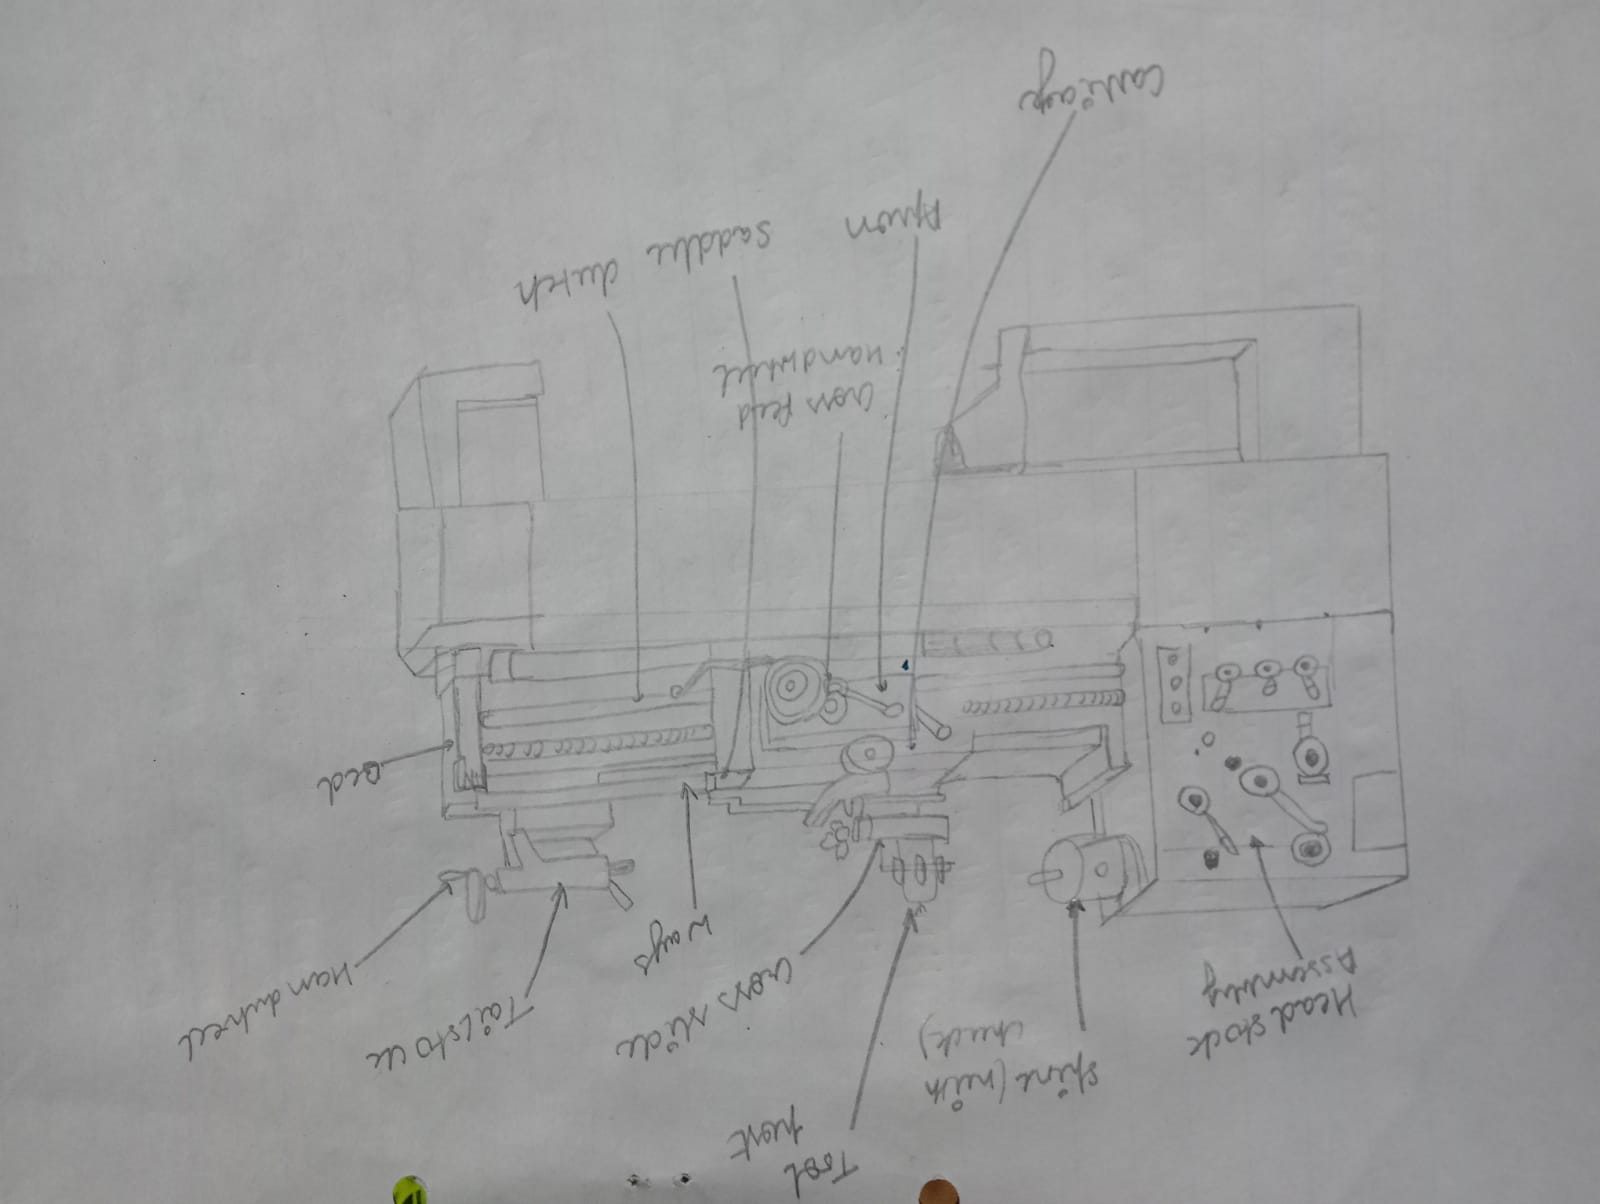 Tool
post
Head stock
Assembly
Spine (with
chuck)
Cross slide
Ways
Tailstock
Handwheel
Bed
Cross feed
Handwheel
Carriage
Apron
Saddle
clutch